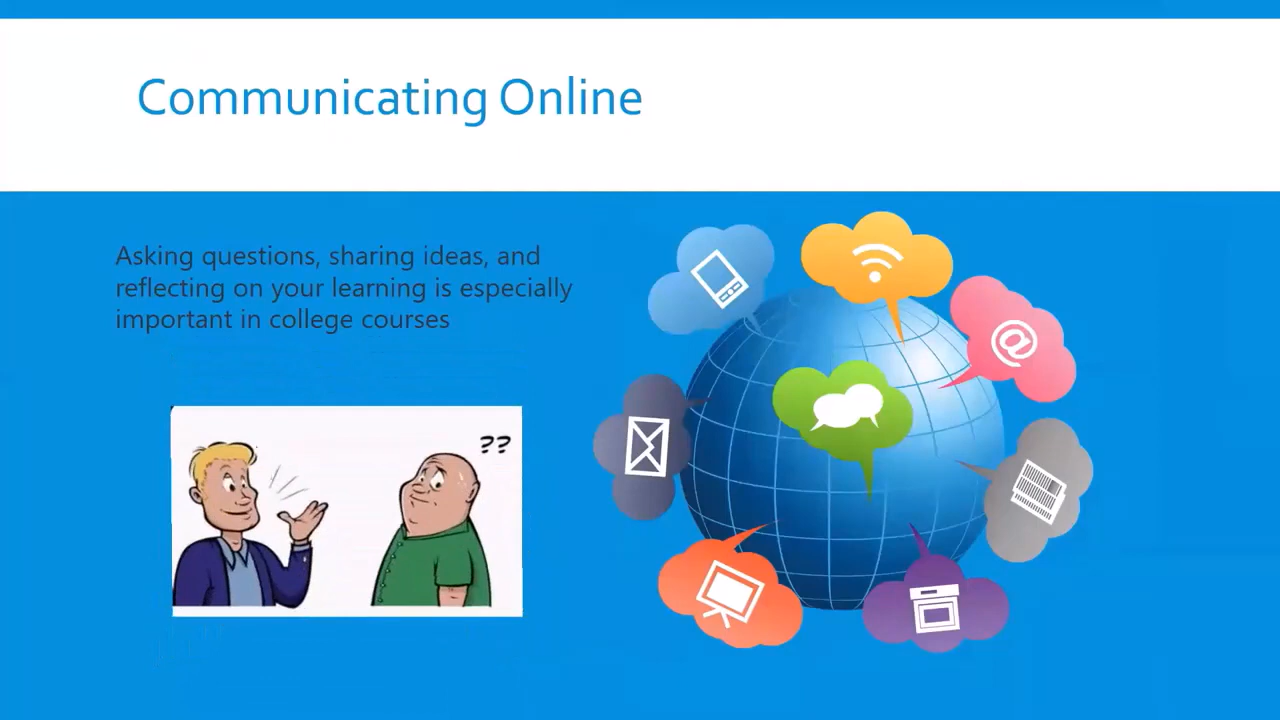 Communicating Online
Asking questions, sharing ideas, and
reflecting on your learning is especially
important in college courses
??
@